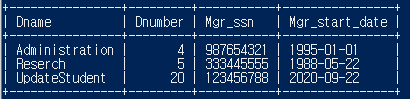 | Dname | Dnumber | Mgr_ssn | Mgr_start_date |
| Administration | 4 | 987654321 | 1995-01-01 |
| Reserch | 5 | 333445555 | 1988-05-22 |
| UpdateStudent | 20 | 123456788 | 2020-09-22 |